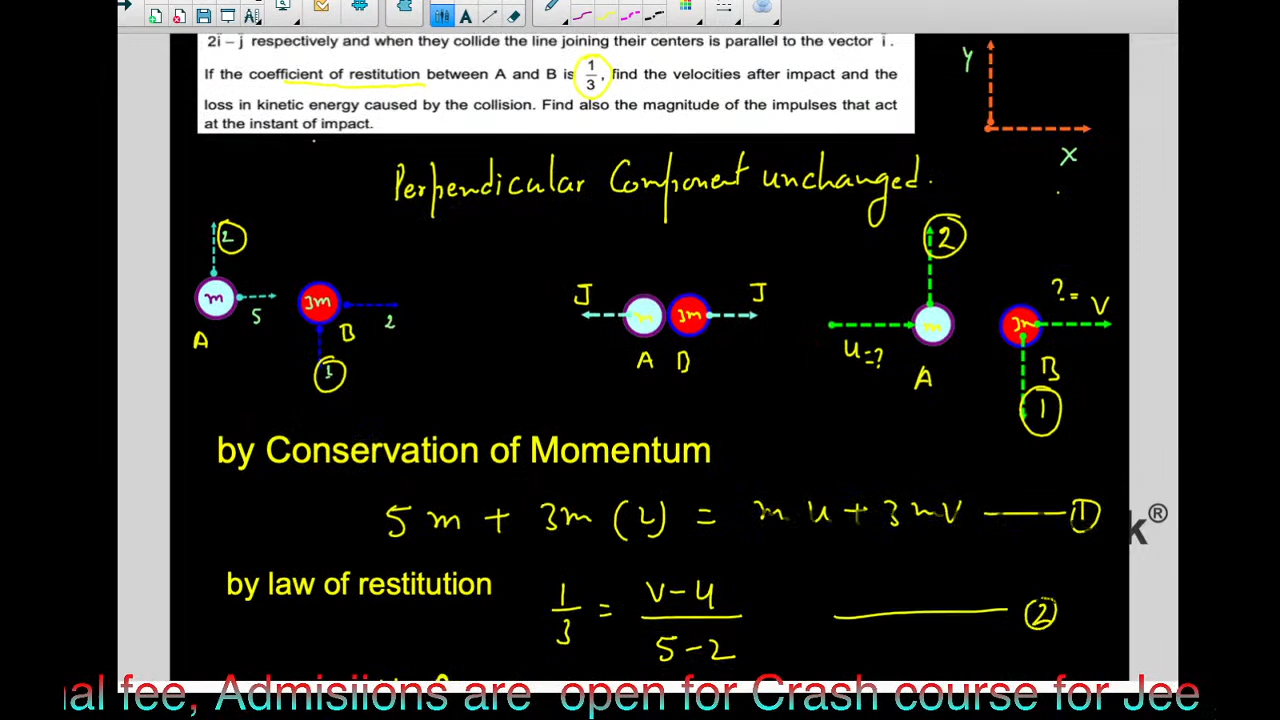 2i − j respectively and when they collide the line joining their centers is parallel to the vector i .
If the coefficient of restitution between A and B is 1/3, find the velocities after impact and the
loss in kinetic energy caused by the collision. Find also the magnitude of the impulses that act
at the instant of impact.
y
x
Perpendicular Component unchanged.
2
m
5
A
3m
2
B
1
J
m
3m
J
A B
2
m
u=?
A
?= V
3m
B
1
by Conservation of Momentum
5m + 3m (2) = m u + 3mV —— ①
by law of restitution
1/3 = V-u / 5-2 —— ②
k®
al fee, Admisiions are open for Crash course for Jee